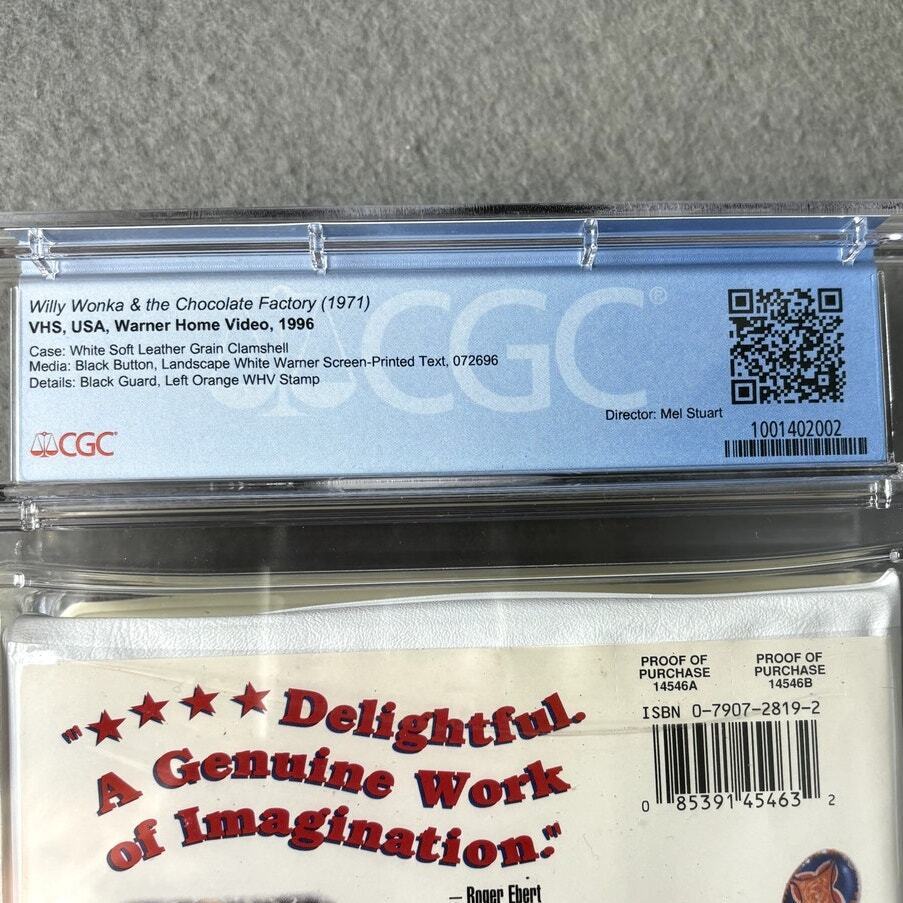 Willy Wonka & the Chocolate Factory (1971)
VHS, USA, Warner Home Video, 1996
Case: White Soft Leather Grain Clamshell
Media: Black Button, Landscape White Warner Screen-Printed Text, 072696
Details: Black Guard, Left Orange WHV Stamp
CGC®
Director: Mel Stuart
CGC®
1001402002
PROOF OF PURCHASE 14546A
PROOF OF PURCHASE 14546B
ISBN 0-7907-2819-2
0 85391 45463 2
"★★★★ Delightful.
A Genuine Work
of Imagination."
— Roger Ebert